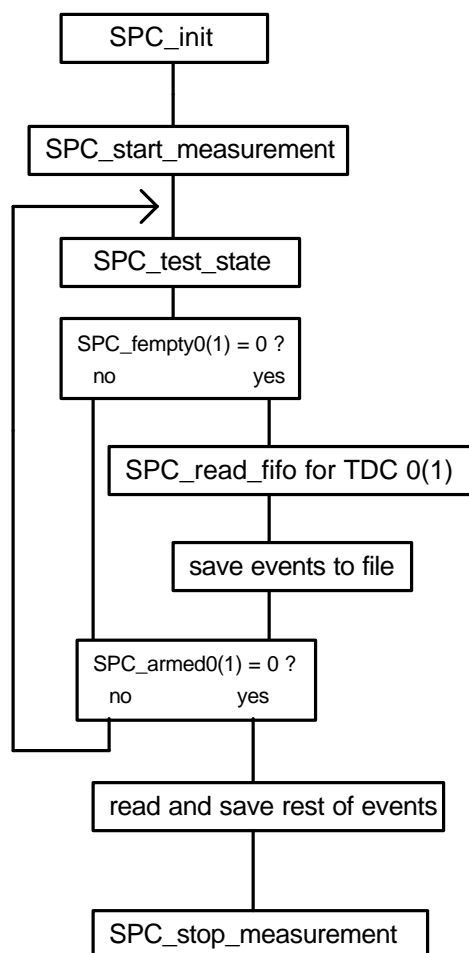 SPC_init
SPC_start_measurement
SPC_test_state
SPC_fempty0(1) = 0 ?
no yes
SPC_read_fifo for TDC 0(1)
save events to file
SPC_armed0(1) = 0 ?
no yes
read and save rest of events
SPC_stop_measurement